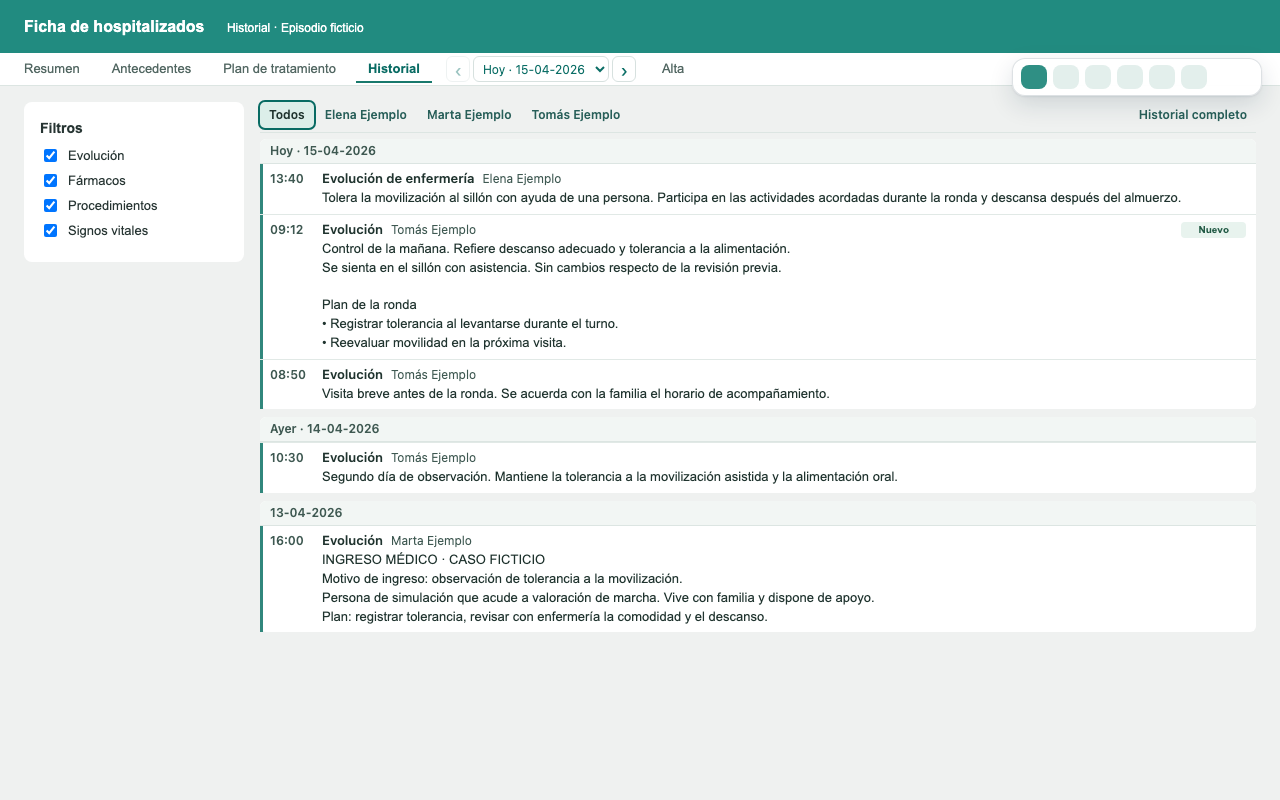 Ficha de hospitalizados
Historial · Episodio ficticio
Resumen
Antecedentes
Plan de tratamiento
Historial
‹
Hoy · 15-04-2026
›
Alta
Filtros
Evolución
Fármacos
Procedimientos
Signos vitales
Todos
Elena Ejemplo
Marta Ejemplo
Tomás Ejemplo
Historial completo
Hoy · 15-04-2026
13:40 Evolución de enfermería Elena Ejemplo
Tolera la movilización al sillón con ayuda de una persona. Participa en las actividades acordadas durante la ronda y descansa después del almuerzo.
09:12 Evolución Tomás Ejemplo Nuevo
Control de la mañana. Refiere descanso adecuado y tolerancia a la alimentación.
Se sienta en el sillón con asistencia. Sin cambios respecto de la revisión previa.
Plan de la ronda
• Registrar tolerancia al levantarse durante el turno.
• Reevaluar movilidad en la próxima visita.
08:50 Evolución Tomás Ejemplo
Visita breve antes de la ronda. Se acuerda con la familia el horario de acompañamiento.
Ayer · 14-04-2026
10:30 Evolución Tomás Ejemplo
Segundo día de observación. Mantiene la tolerancia a la movilización asistida y la alimentación oral.
13-04-2026
16:00 Evolución Marta Ejemplo
INGRESO MÉDICO · CASO FICTICIO
Motivo de ingreso: observación de tolerancia a la movilización.
Persona de simulación que acude a valoración de marcha. Vive con familia y dispone de apoyo.
Plan: registrar tolerancia, revisar con enfermería la comodidad y el descanso.